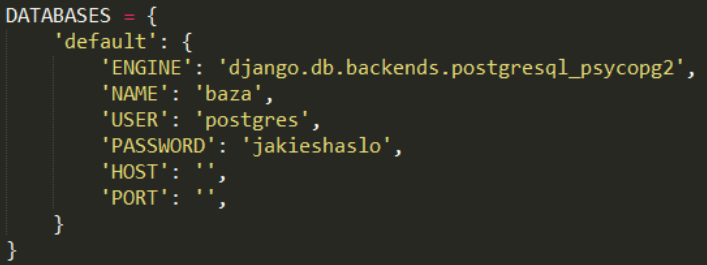 DATABASES = {
    'default': {
        'ENGINE': 'django.db.backends.postgresql_psycopg2',
        'NAME': 'baza',
        'USER': 'postgres',
        'PASSWORD': 'jakieshaslo',
        'HOST': '',
        'PORT': '',
    }
}